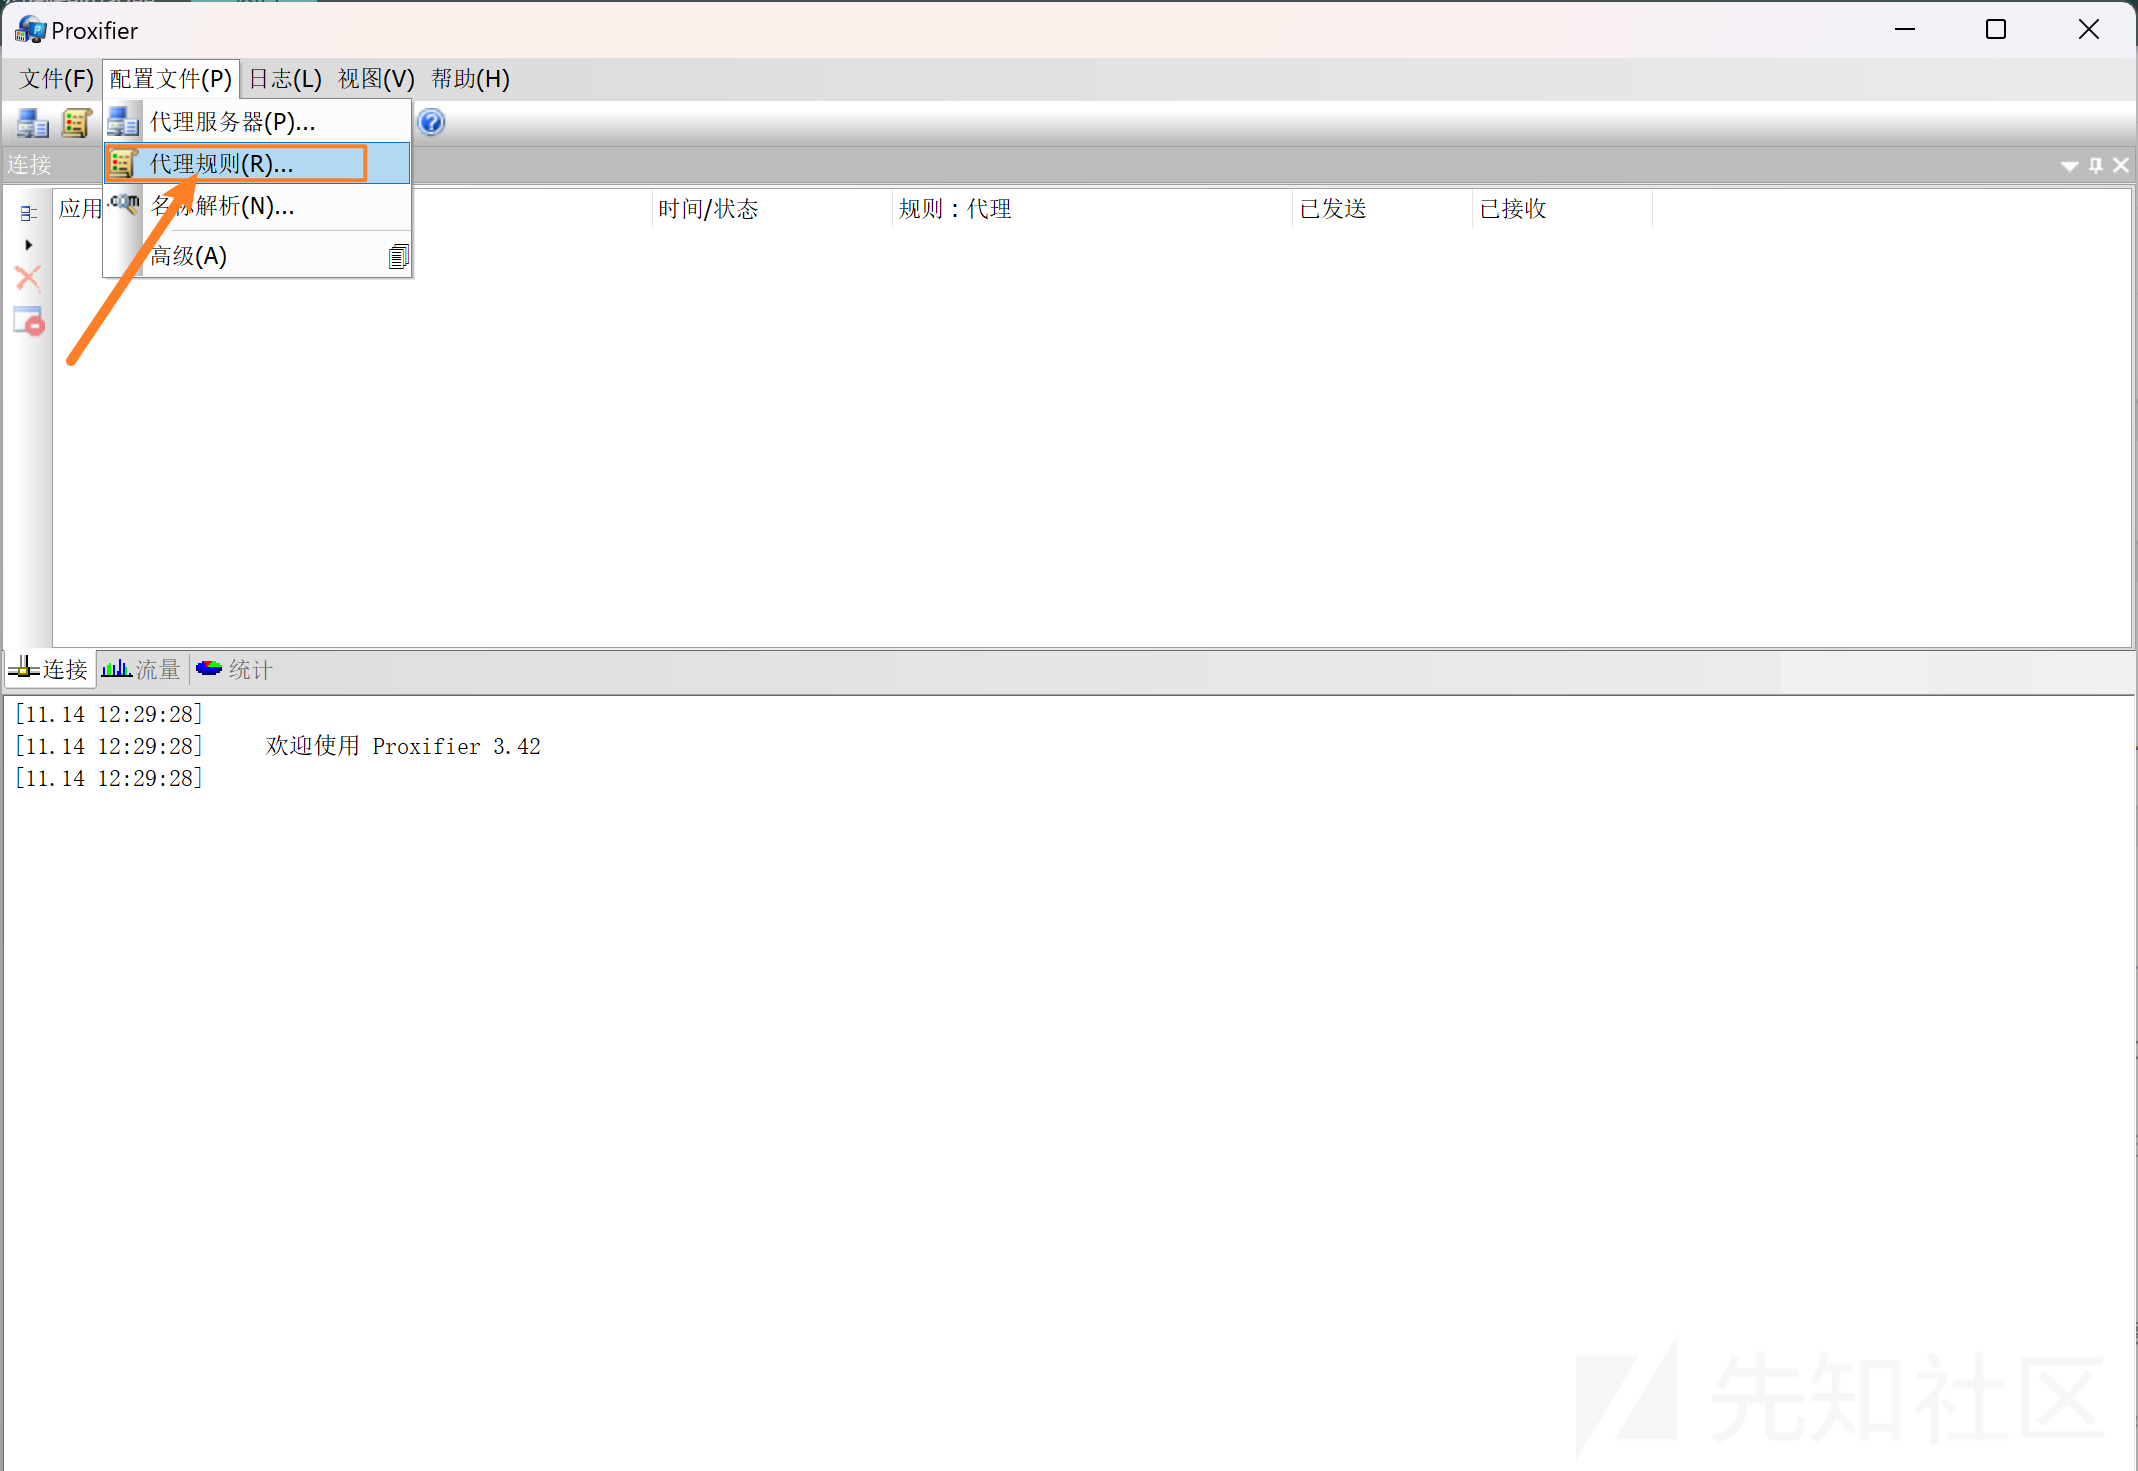 Proxifier
文件(F) 配置文件(P) 日志(L) 视图(V) 帮助(H)
代理服务器(P)...
连接
代理规则(R)...
应用
.com
名称解析(N)...
时间/状态
规则 : 代理
已发送
已接收
高级(A)
连接 流量 统计
[11.14 12:29:28]
[11.14 12:29:28] 欢迎使用 Proxifier 3.42
[11.14 12:29:28]
先知社区